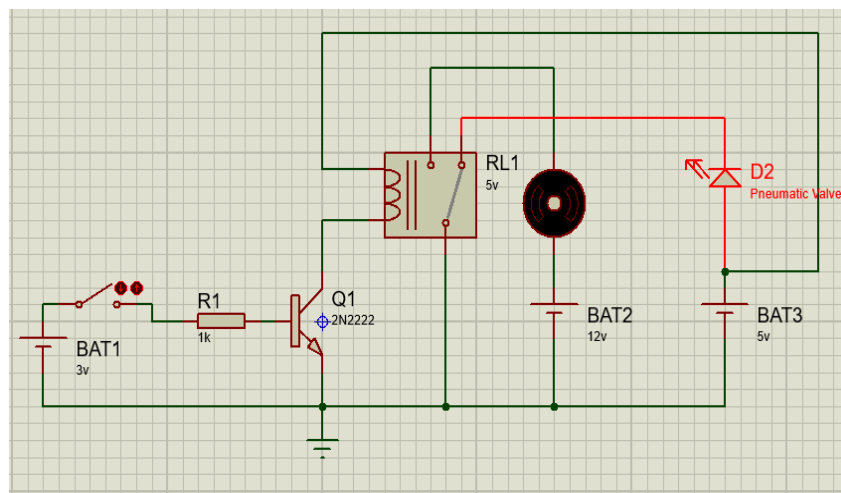 RL1
5v
D2
Pneumatic Valve
R1
1k
Q1
2N2222
BAT1
3v
BAT2
12v
BAT3
5v